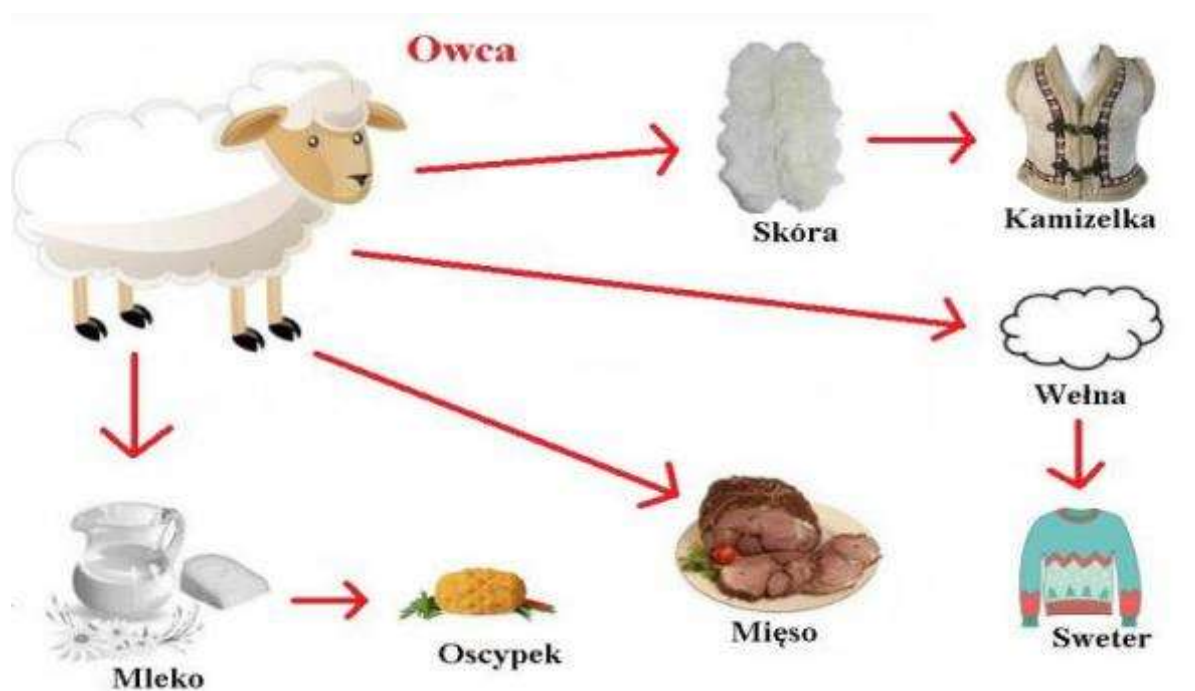 Owca
Skóra
Kamizelka
Wełna
Mleko
Oscypek
Mięso
Sweter